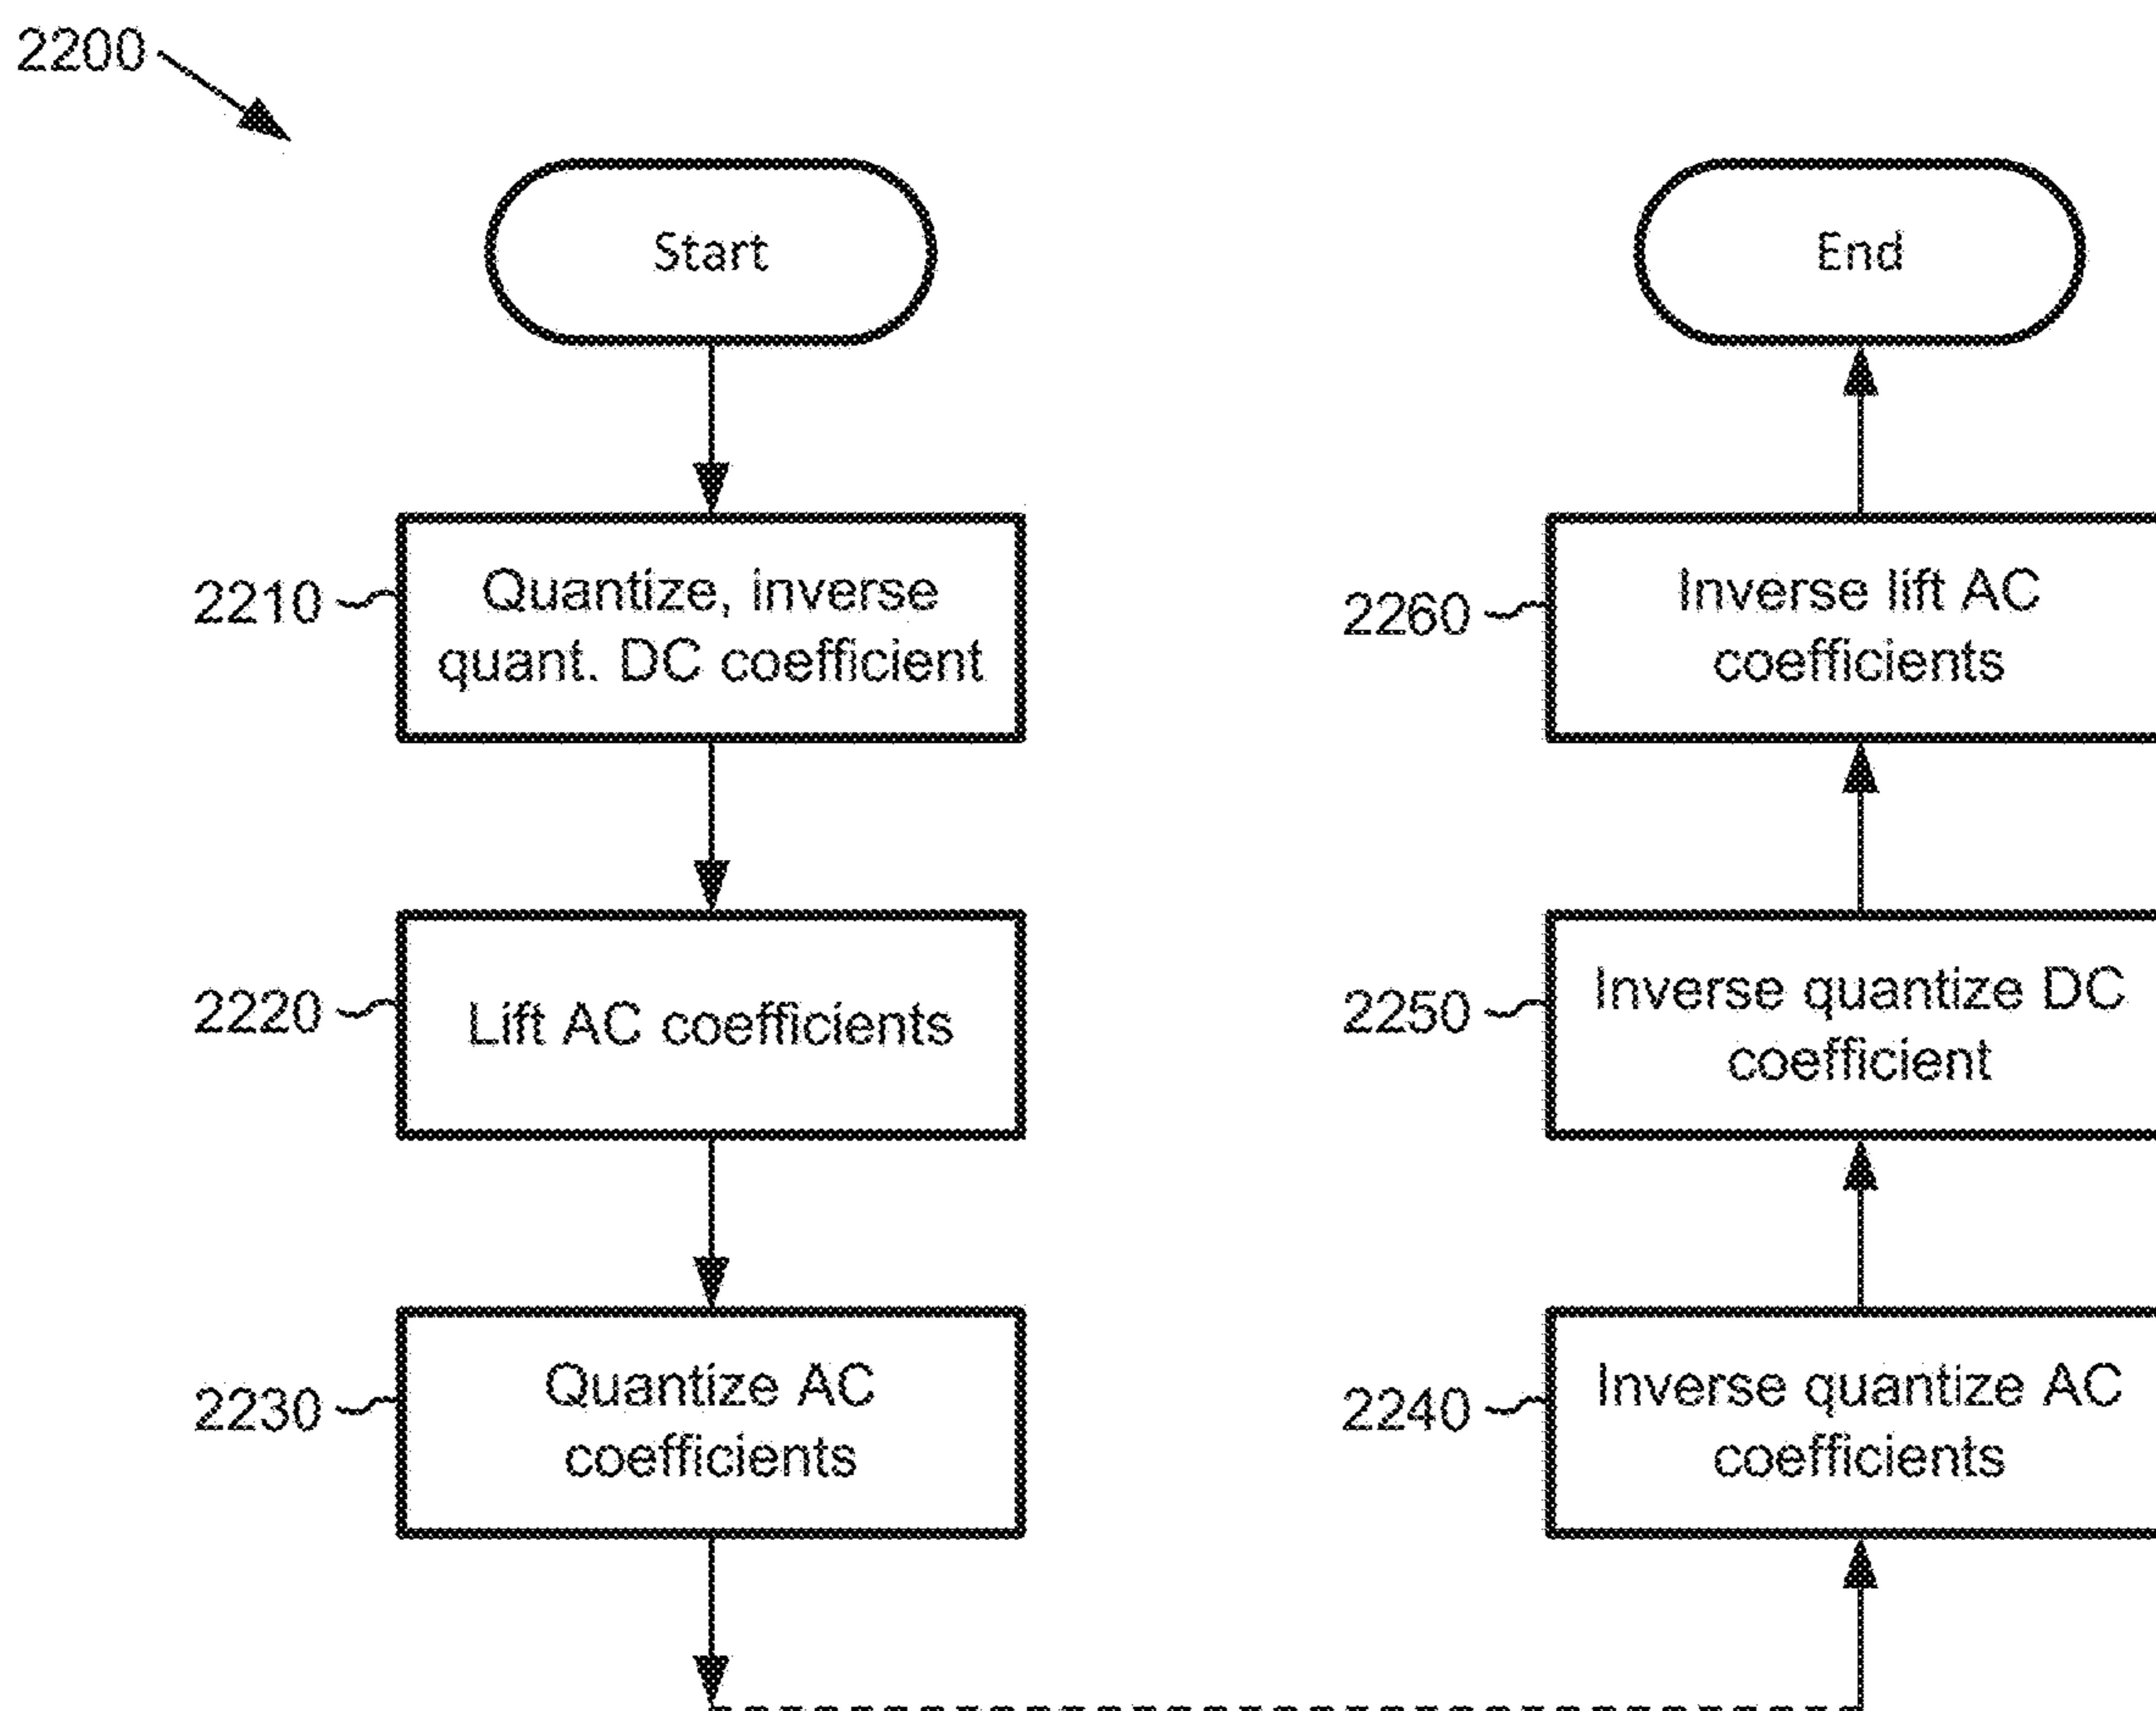 2200
Start
2210
Quantize, inverse
quant. DC coefficient
2220
Lift AC coefficients
2230
Quantize AC
coefficients
End
2260
Inverse lift AC
coefficients
2250
Inverse quantize DC
coefficient
2240
Inverse quantize AC
coefficients